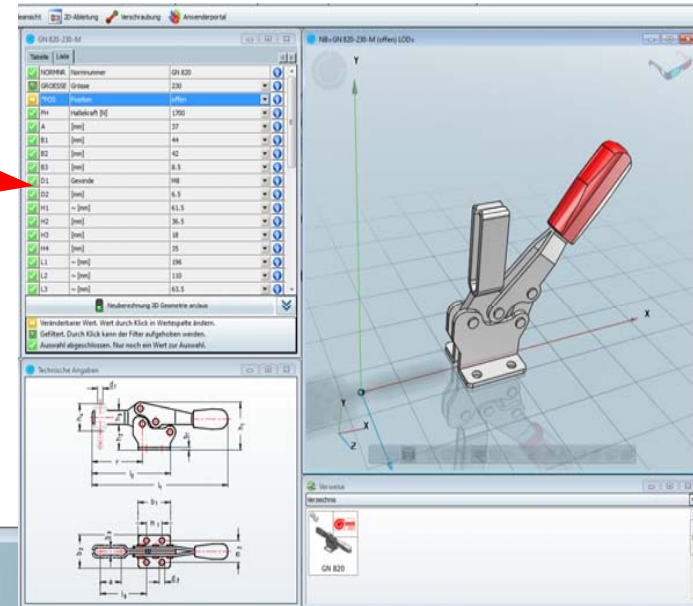 2D-Ableitung Verschraubung Anwenderportal
GN 820-230-M
Tabelle Liste
NORMNR. Normnummer GN 820
GROESSE Grösse 230
*POS Position offen
FH Haltekraft [N] 1700
A [mm] 37
B1 [mm] 44
B2 [mm] 42
B3 [mm] 8.5
D1 Gewinde M8
D2 [mm] 6.5
H1 ~ [mm] 61.5
H2 [mm] 36.5
H3 [mm] 18
H4 [mm] 35
L1 ~ [mm] 196
L2 ~ [mm] 110
L3 ~ [mm] 63.5
Neuberechnung 3D Geometrie an/aus
Veränderbarer Wert. Wert durch Klick in Wertespalte ändern.
Gefiltert. Durch Klick kann der Filter aufgehoben werden.
Auswahl abgeschlossen. Nur noch ein Wert zur Auswahl.
NB=GN 820-230-M (offen) LOD=
Y
X
Y
X
Z
Technische Angaben
Verweise
Verzeichnis
GN 820